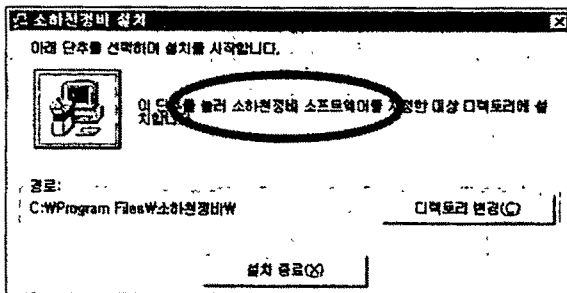 소하천정비 설치
아래 단추를 선택하며 설치를 시작합니다.
이 단추를 눌러 소하천정비 소프트웨어를 지정한 대상 디렉토리에 설
치합니다.
경로:
C:₩Program Files₩소하천정비₩
디렉토리 변경(C)
설치 종료(X)